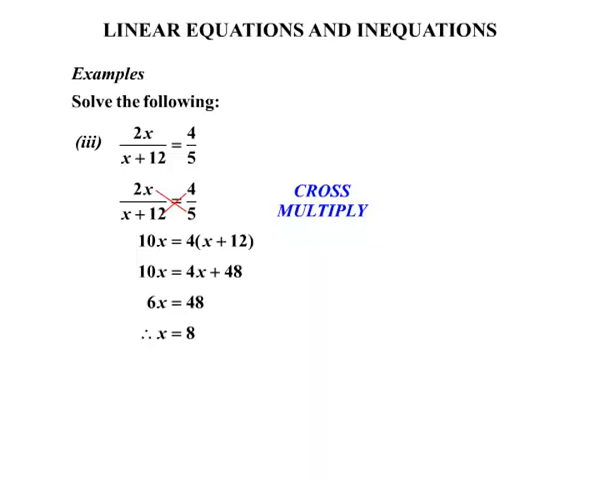 LINEAR EQUATIONS AND INEQUATIONS
Examples
Solve the following:
(iii) 2x/(x + 12) = 4/5
2x/(x + 12) = 4/5 CROSS MULTIPLY
10x = 4(x + 12)
10x = 4x + 48
6x = 48
∴ x = 8